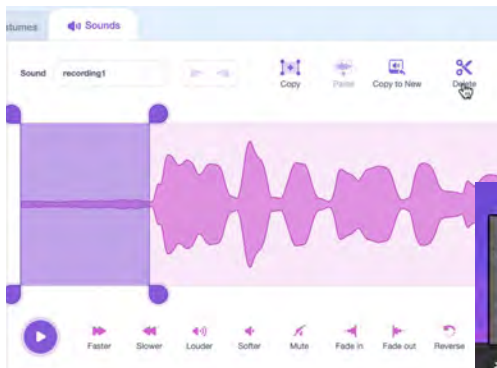 Sounds
Sound recording1
Copy Paste Copy to New Delete
Faster Slower Louder Softer Mute Fade in Fade out Reverse